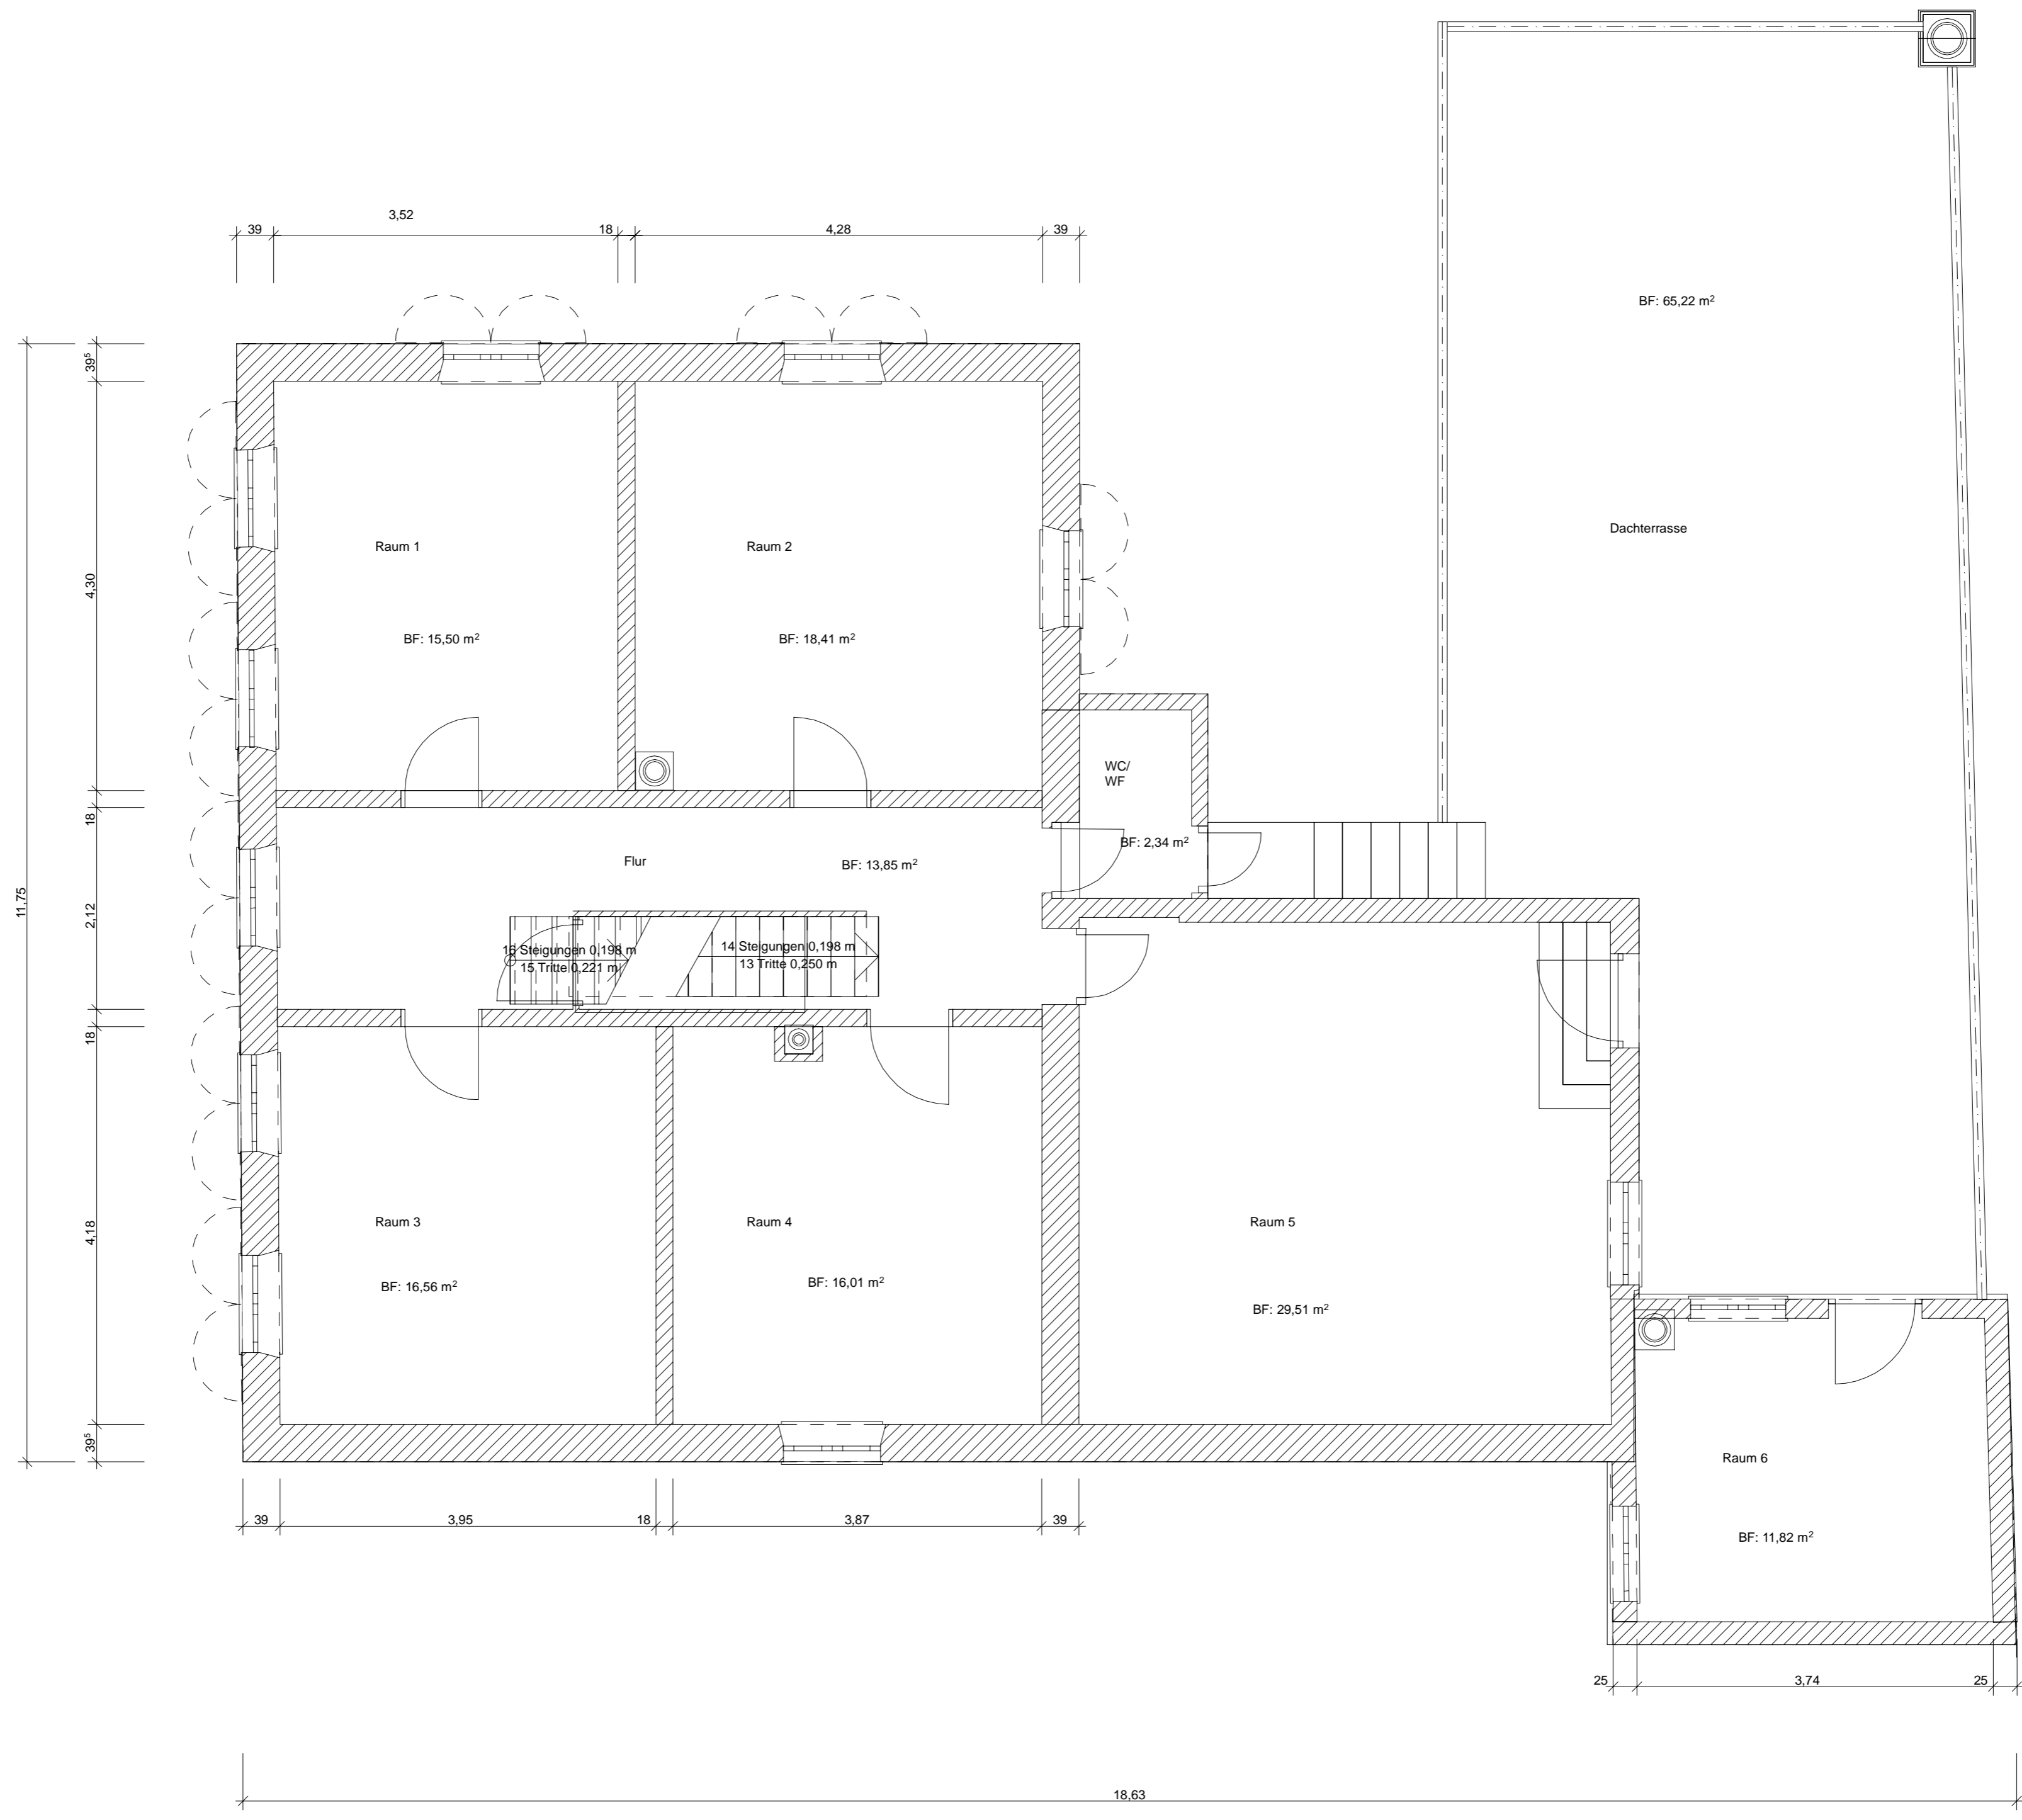 3,52
39
18
4,28
39
BF: 65,22 m²
39⁵
Dachterrasse
Raum 1
Raum 2
4,30
BF: 15,50 m²
BF: 18,41 m²
WC/
WF
18
BF: 2,34 m²
Flur
BF: 13,85 m²
11,75
2,12
16 Steigungen 0,198 m
15 Tritte 0,221 m
14 Steigungen 0,198 m
13 Tritte 0,250 m
18
4,18
Raum 3
Raum 4
Raum 5
BF: 16,56 m²
BF: 16,01 m²
BF: 29,51 m²
39⁵
Raum 6
39
3,95
18
3,87
39
BF: 11,82 m²
25
3,74
25
18,63